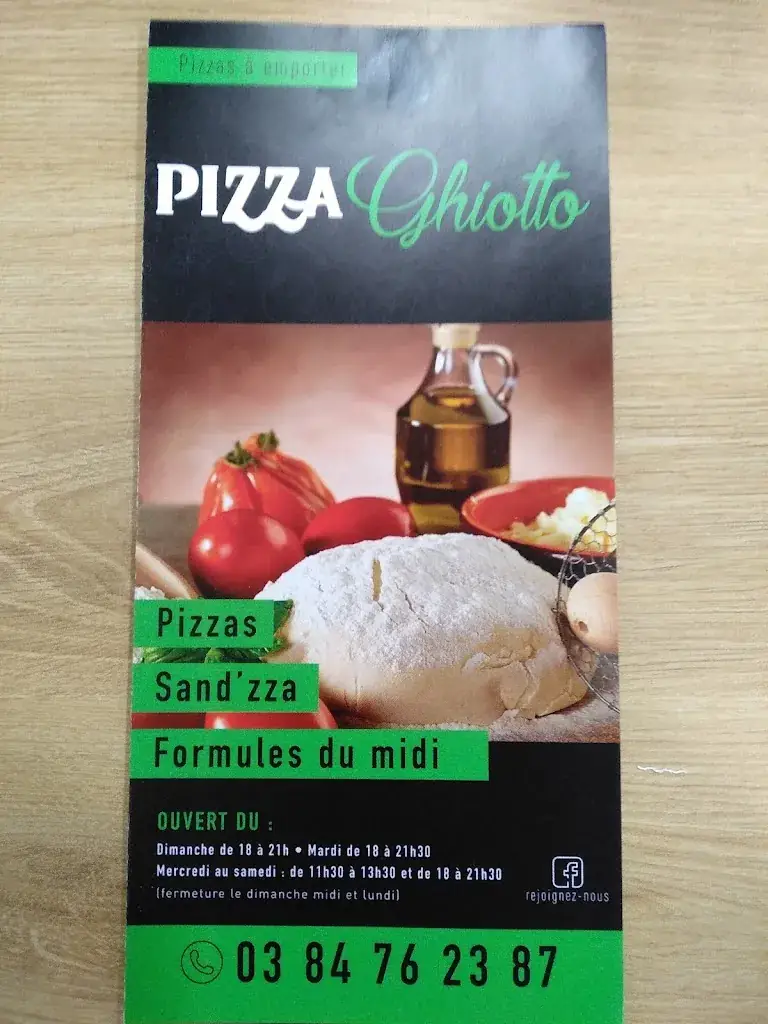 Pizzas à emporter
PIZZA Ghiotto
Pizzas
Sand'zza
Formules du midi
OUVERT DU :
Dimanche de 18 à 21h • Mardi de 18 à 21h30
Mercredi au samedi : de 11h30 à 13h30 et de 18 à 21h30
(fermeture le dimanche midi et lundi)
rejoignez-nous
03 84 76 23 87